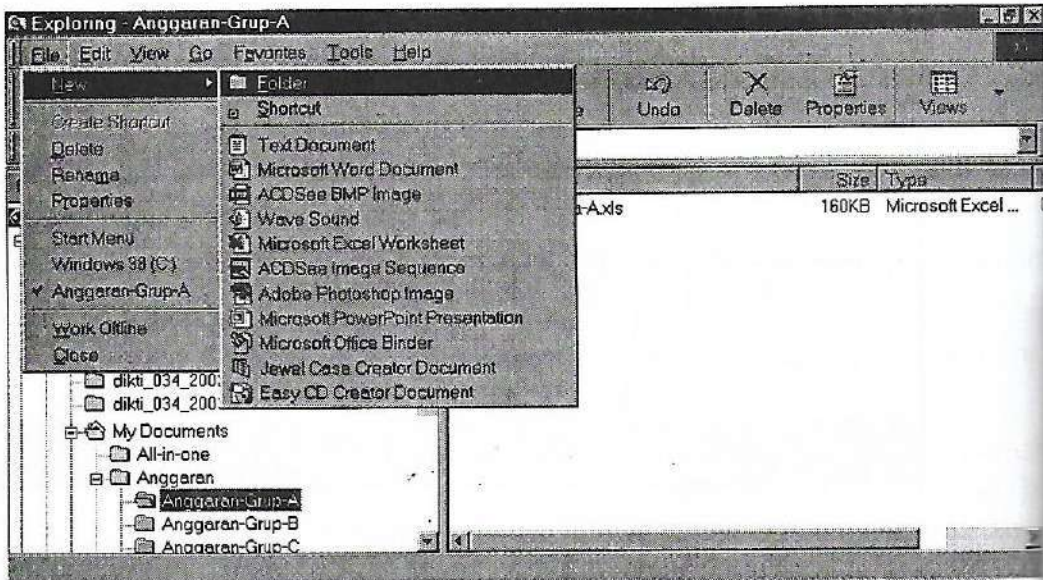 Exploring - Anggaran-Grup-A
File Edit View Go Favorites Tools Help
New
Create Shortcut
Delete
Rename
Properties
Start Menu
Windows 98 (C:)
Anggaran-Grup-A
Work Offline
Close
Folder
Shortcut
Text Document
Microsoft Word Document
ACDSee BMP Image
Wave Sound
Microsoft Excel Worksheet
ACDSee Image Sequence
Adobe Photoshop Image
Microsoft PowerPoint Presentation
Microsoft Office Binder
Jewel Case Creator Document
Easy CD Creator Document
Undo Delete Properties Views
Size Type
a-A.xls 160KB Microsoft Excel ...
dikti_034_200
dikti_034_200
My Documents
All-in-one
Anggaran
Anggaran-Grup-A
Anggaran-Grup-B
Anggaran-Grup-C